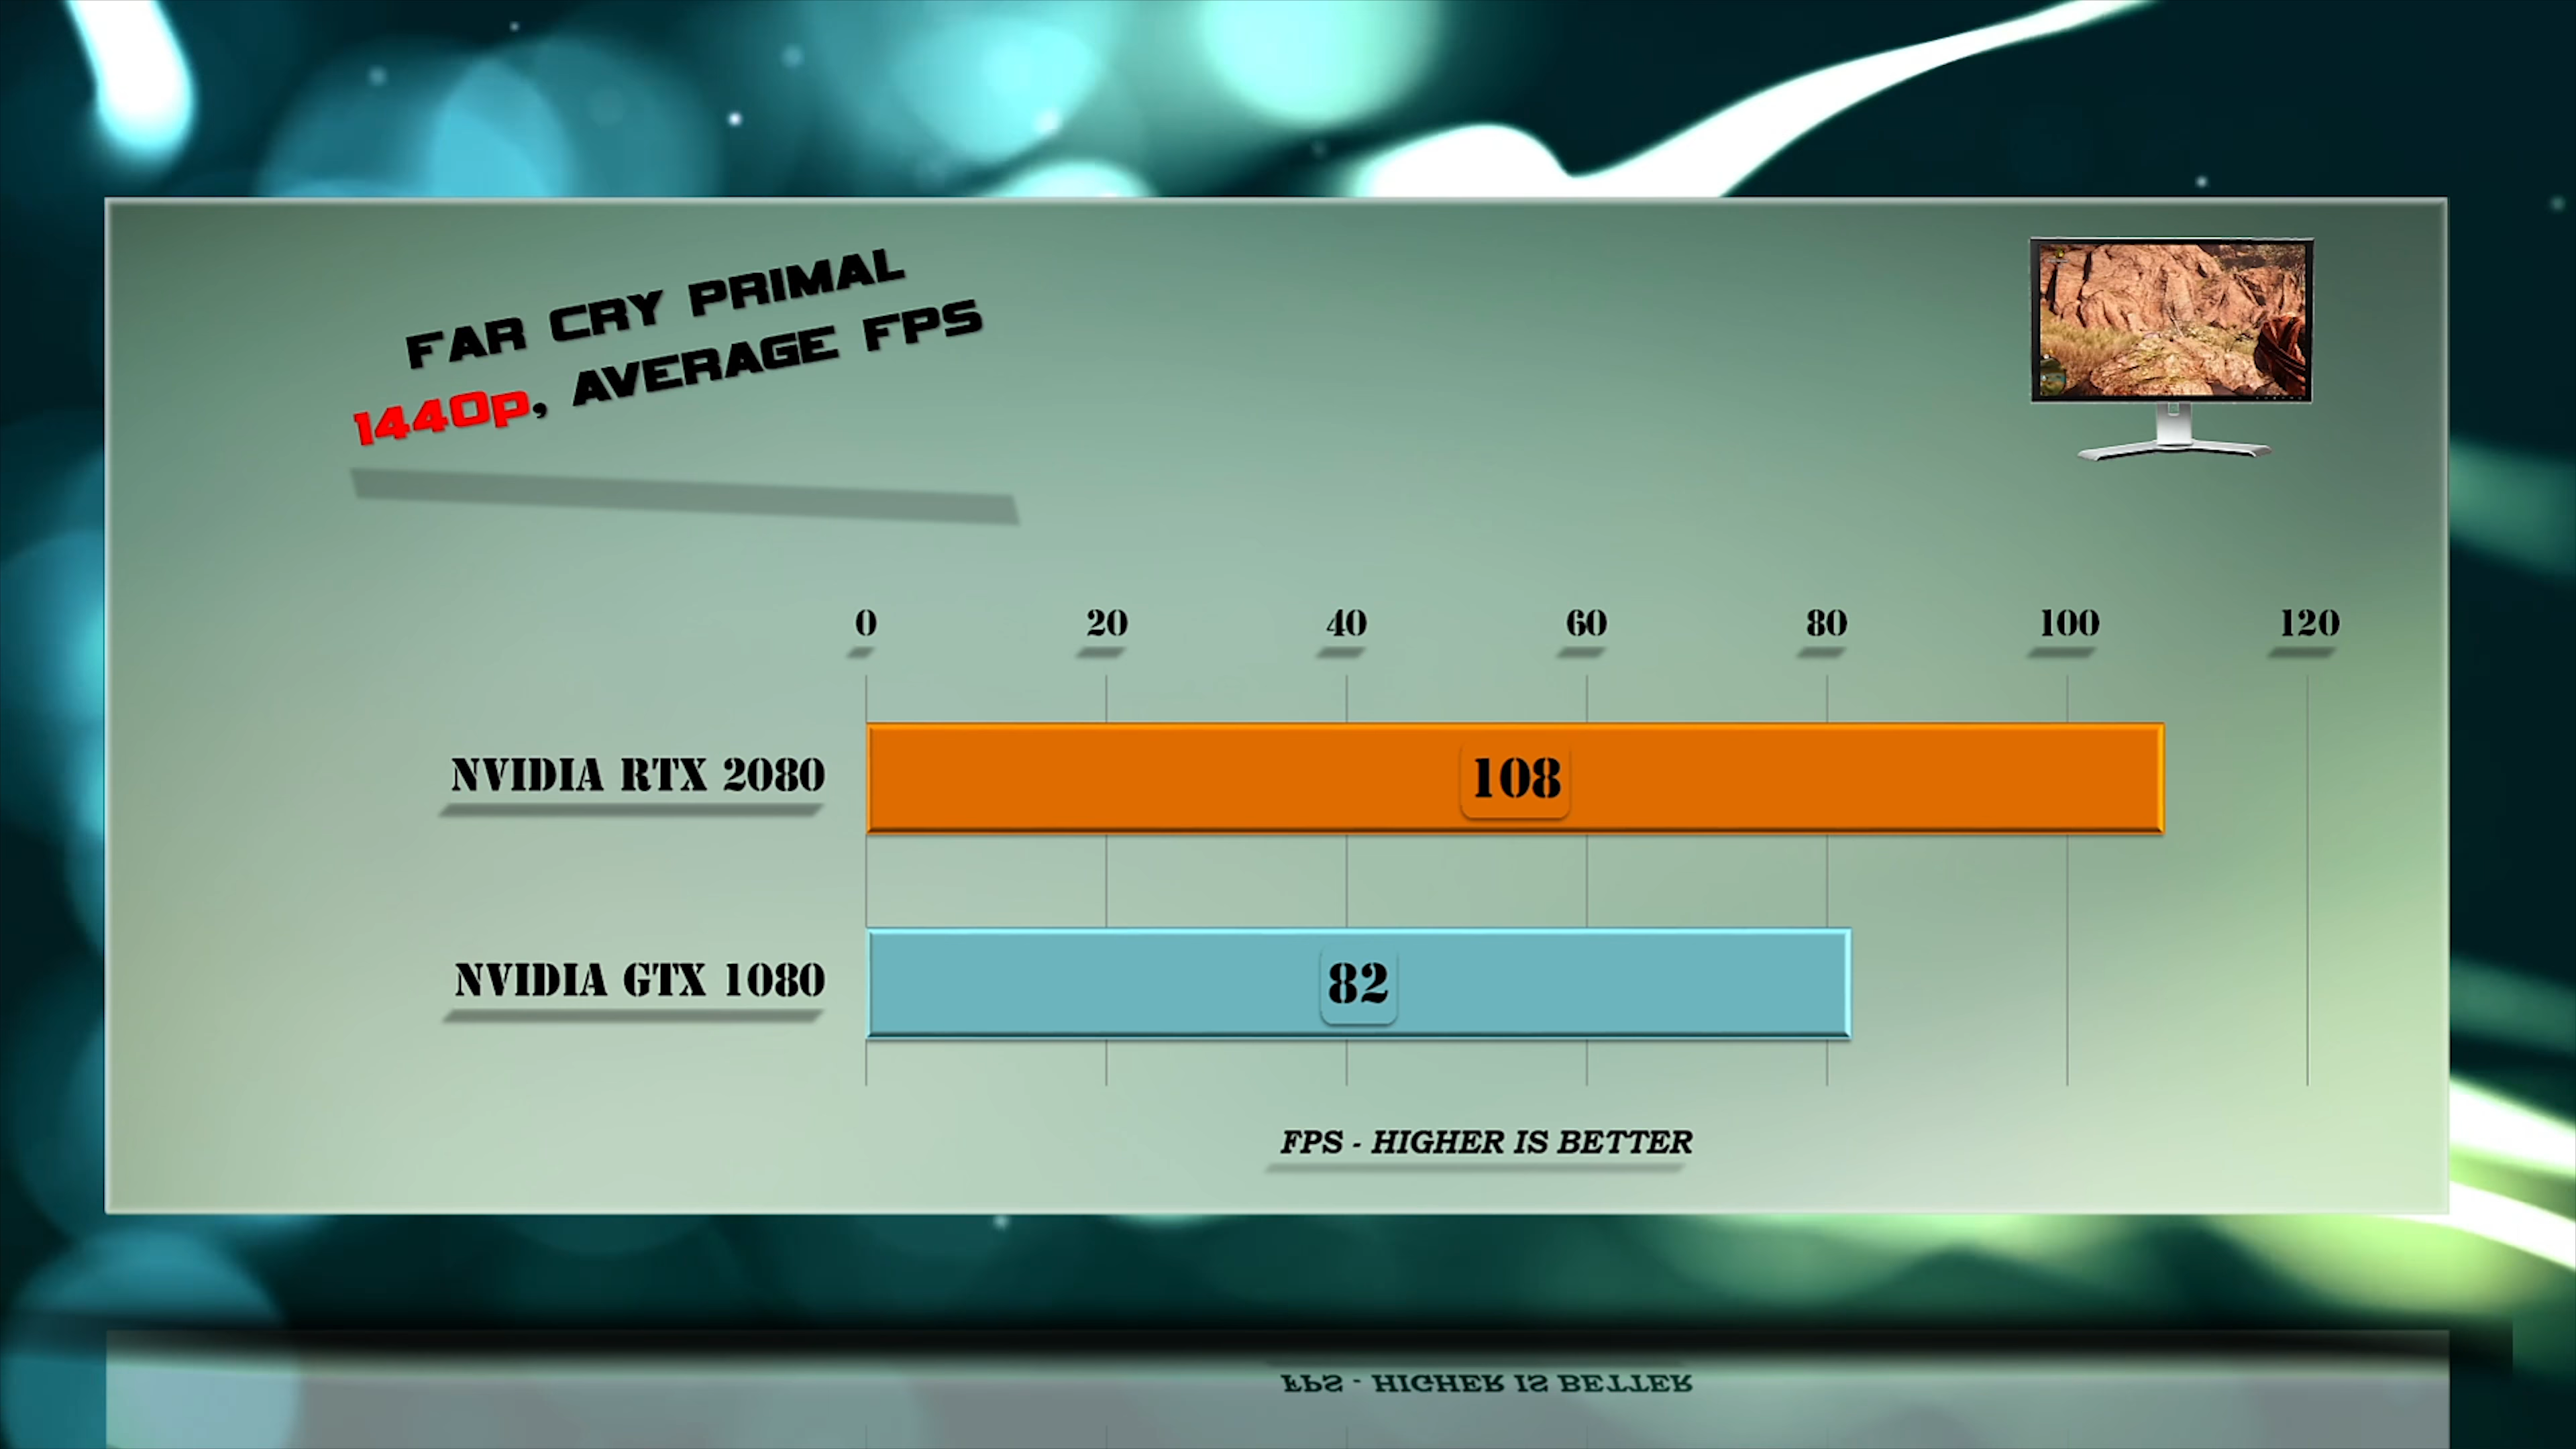 FAR CRY PRIMAL
1440p, AVERAGE FPS
0 20 40 60 80 100 120
NVIDIA RTX 2080 108
NVIDIA GTX 1080 82
FPS - HIGHER IS BETTER
FPS - HIGHER IS BETTER